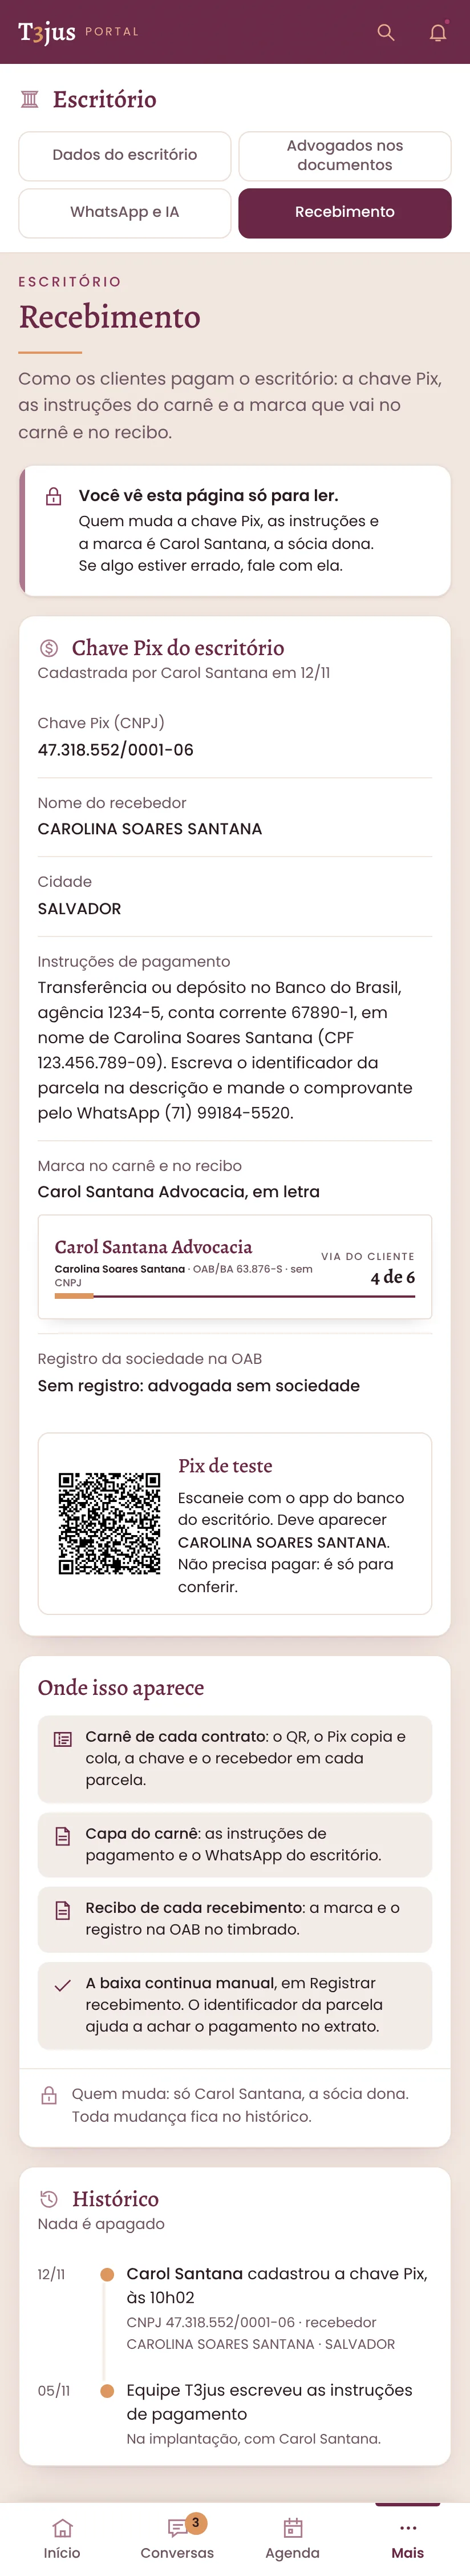 T3jus PORTAL
Escritório
Dados do escritório
Advogados nos
documentos
WhatsApp e IA
Recebimento
ESCRITÓRIO
Recebimento
Como os clientes pagam o escritório: a chave Pix,
as instruções do carnê e a marca que vai no
carnê e no recibo.
Você vê esta página só para ler.
Quem muda a chave Pix, as instruções e
a marca é Carol Santana, a sócia dona.
Se algo estiver errado, fale com ela.
Chave Pix do escritório
Cadastrada por Carol Santana em 12/11
Chave Pix (CNPJ)
47.318.552/0001-06
Nome do recebedor
CAROLINA SOARES SANTANA
Cidade
SALVADOR
Instruções de pagamento
Transferência ou depósito no Banco do Brasil,
agência 1234-5, conta corrente 67890-1, em
nome de Carolina Soares Santana (CPF
123.456.789-09). Escreva o identificador da
parcela na descrição e mande o comprovante
pelo WhatsApp (71) 99184-5520.
Marca no carnê e no recibo
Carol Santana Advocacia, em letra
Carol Santana Advocacia
Carolina Soares Santana · OAB/BA 63.876-S · sem
CNPJ
VIA DO CLIENTE
4 de 6
Registro da sociedade na OAB
Sem registro: advogada sem sociedade
Pix de teste
Escaneie com o app do banco
do escritório. Deve aparecer
CAROLINA SOARES SANTANA.
Não precisa pagar: é só para
conferir.
Onde isso aparece
Carnê de cada contrato: o QR, o Pix copia e
cola, a chave e o recebedor em cada
parcela.
Capa do carnê: as instruções de
pagamento e o WhatsApp do escritório.
Recibo de cada recebimento: a marca e o
registro na OAB no timbrado.
A baixa continua manual, em Registrar
recebimento. O identificador da parcela
ajuda a achar o pagamento no extrato.
Quem muda: só Carol Santana, a sócia dona.
Toda mudança fica no histórico.
Histórico
Nada é apagado
12/11
Carol Santana cadastrou a chave Pix,
às 10h02
CNPJ 47.318.552/0001-06 · recebedor
CAROLINA SOARES SANTANA · SALVADOR
05/11
Equipe T3jus escreveu as instruções
de pagamento
Na implantação, com Carol Santana.
3
Início
Conversas
Agenda
Mais